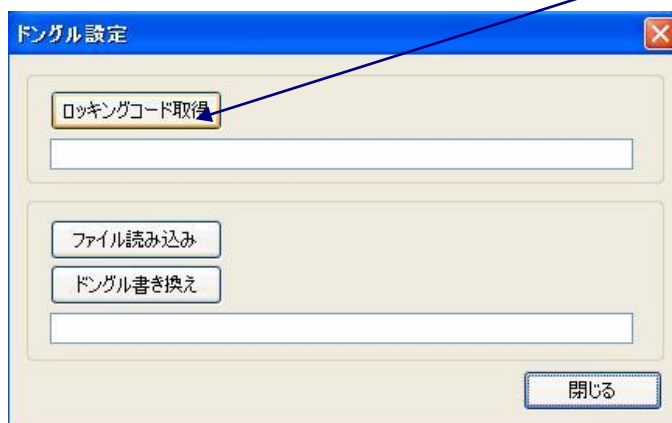 ドングル設定
ロッキングコード取得
ファイル読み込み
ドングル書き換え
閉じる